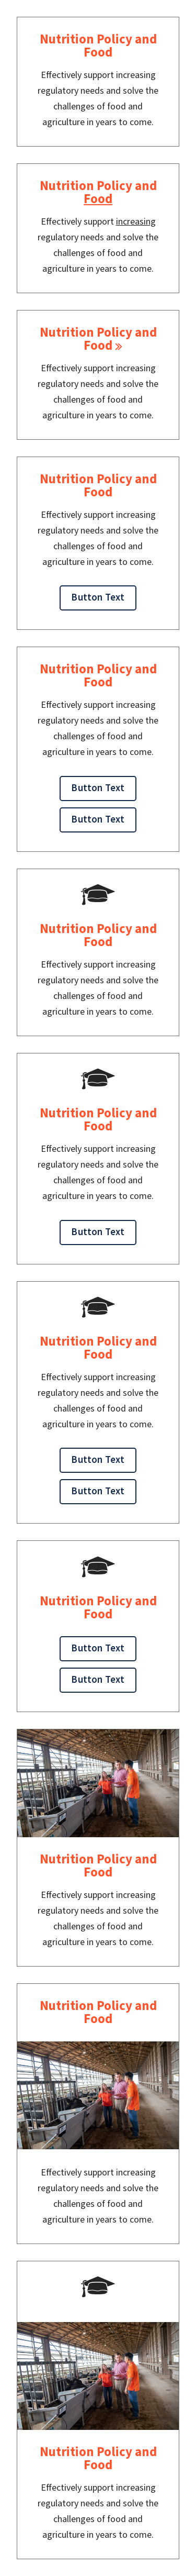 Nutrition Policy and
Food
Effectively support increasing
regulatory needs and solve the
challenges of food and
agriculture in years to come.
Nutrition Policy and
Food
Effectively support increasing
regulatory needs and solve the
challenges of food and
agriculture in years to come.
Nutrition Policy and
Food »
Effectively support increasing
regulatory needs and solve the
challenges of food and
agriculture in years to come.
Nutrition Policy and
Food
Effectively support increasing
regulatory needs and solve the
challenges of food and
agriculture in years to come.
Button Text
Nutrition Policy and
Food
Effectively support increasing
regulatory needs and solve the
challenges of food and
agriculture in years to come.
Button Text
Button Text
Nutrition Policy and
Food
Effectively support increasing
regulatory needs and solve the
challenges of food and
agriculture in years to come.
Nutrition Policy and
Food
Effectively support increasing
regulatory needs and solve the
challenges of food and
agriculture in years to come.
Button Text
Nutrition Policy and
Food
Effectively support increasing
regulatory needs and solve the
challenges of food and
agriculture in years to come.
Button Text
Button Text
Nutrition Policy and
Food
Button Text
Button Text
Nutrition Policy and
Food
Effectively support increasing
regulatory needs and solve the
challenges of food and
agriculture in years to come.
Nutrition Policy and
Food
Effectively support increasing
regulatory needs and solve the
challenges of food and
agriculture in years to come.
Nutrition Policy and
Food
Effectively support increasing
regulatory needs and solve the
challenges of food and
agriculture in years to come.